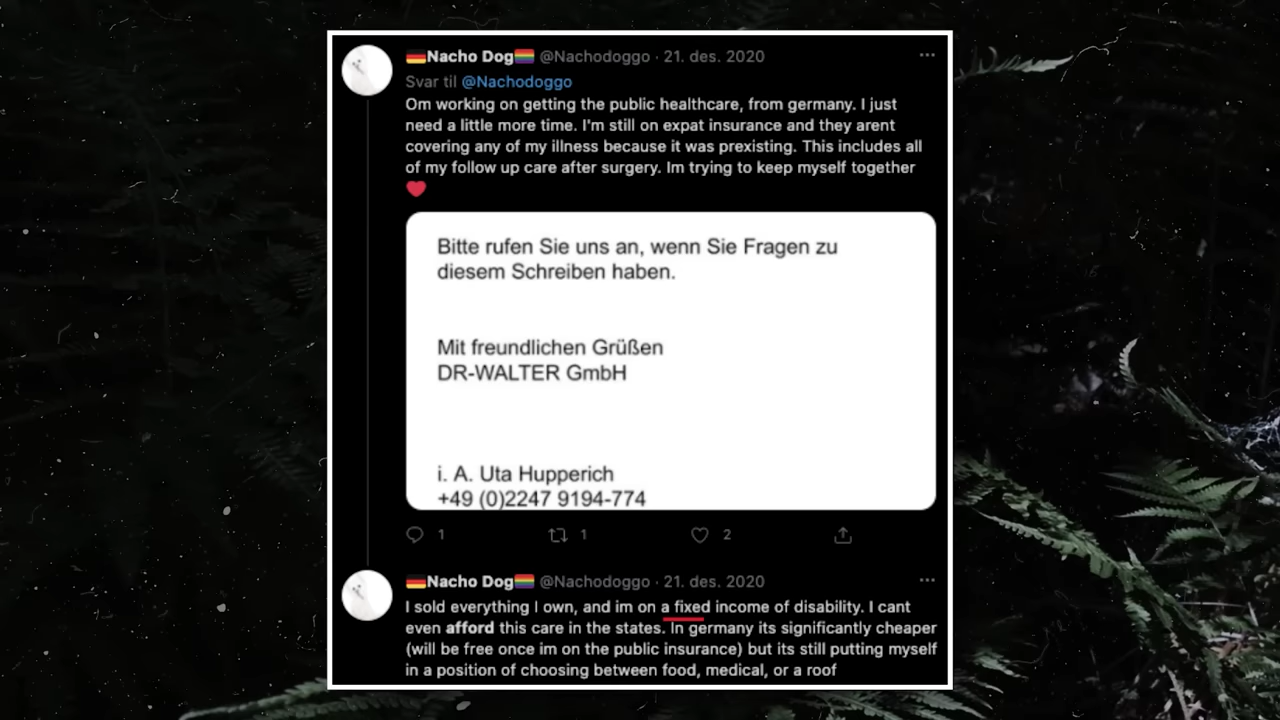 🇩🇪Nacho Dog🏳️‍🌈 @Nachodoggo · 21. des. 2020
Svar til @Nachodoggo
Om working on getting the public healthcare, from germany. I just
need a little more time. I'm still on expat insurance and they arent
covering any of my illness because it was prexisting. This includes all
of my follow up care after surgery. Im trying to keep myself together
❤️
Bitte rufen Sie uns an, wenn Sie Fragen zu
diesem Schreiben haben.
Mit freundlichen Grüßen
DR-WALTER GmbH
i. A. Uta Hupperich
+49 (0)2247 9194-774
1 1 2
🇩🇪Nacho Dog🏳️‍🌈 @Nachodoggo · 21. des. 2020
I sold everything I own, and im on a fixed income of disability. I cant
even afford this care in the states. In germany its significantly cheaper
(will be free once im on the public insurance) but its still putting myself
in a position of choosing between food, medical, or a roof